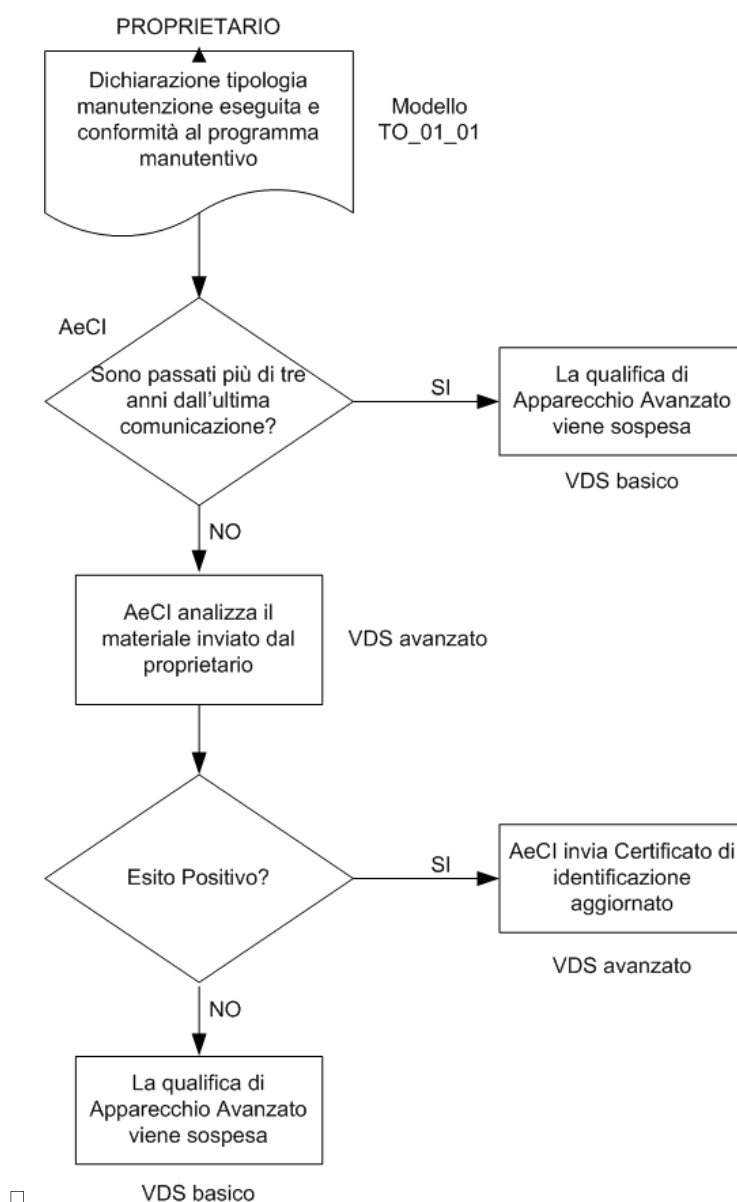 PROPRIETARIO
Dichiarazione tipologia
manutenzione eseguita e
conformità al programma
manutentivo
Modello
TO_01_01
AeCI
Sono passati più di tre
anni dall'ultima
comunicazione?
SI
La qualifica di
Apparecchio Avanzato
viene sospesa
VDS basico
NO
AeCI analizza il
materiale inviato dal
proprietario
VDS avanzato
Esito Positivo?
SI
AeCI invia Certificato di
identificazione
aggiornato
VDS avanzato
NO
La qualifica di
Apparecchio Avanzato
viene sospesa
VDS basico